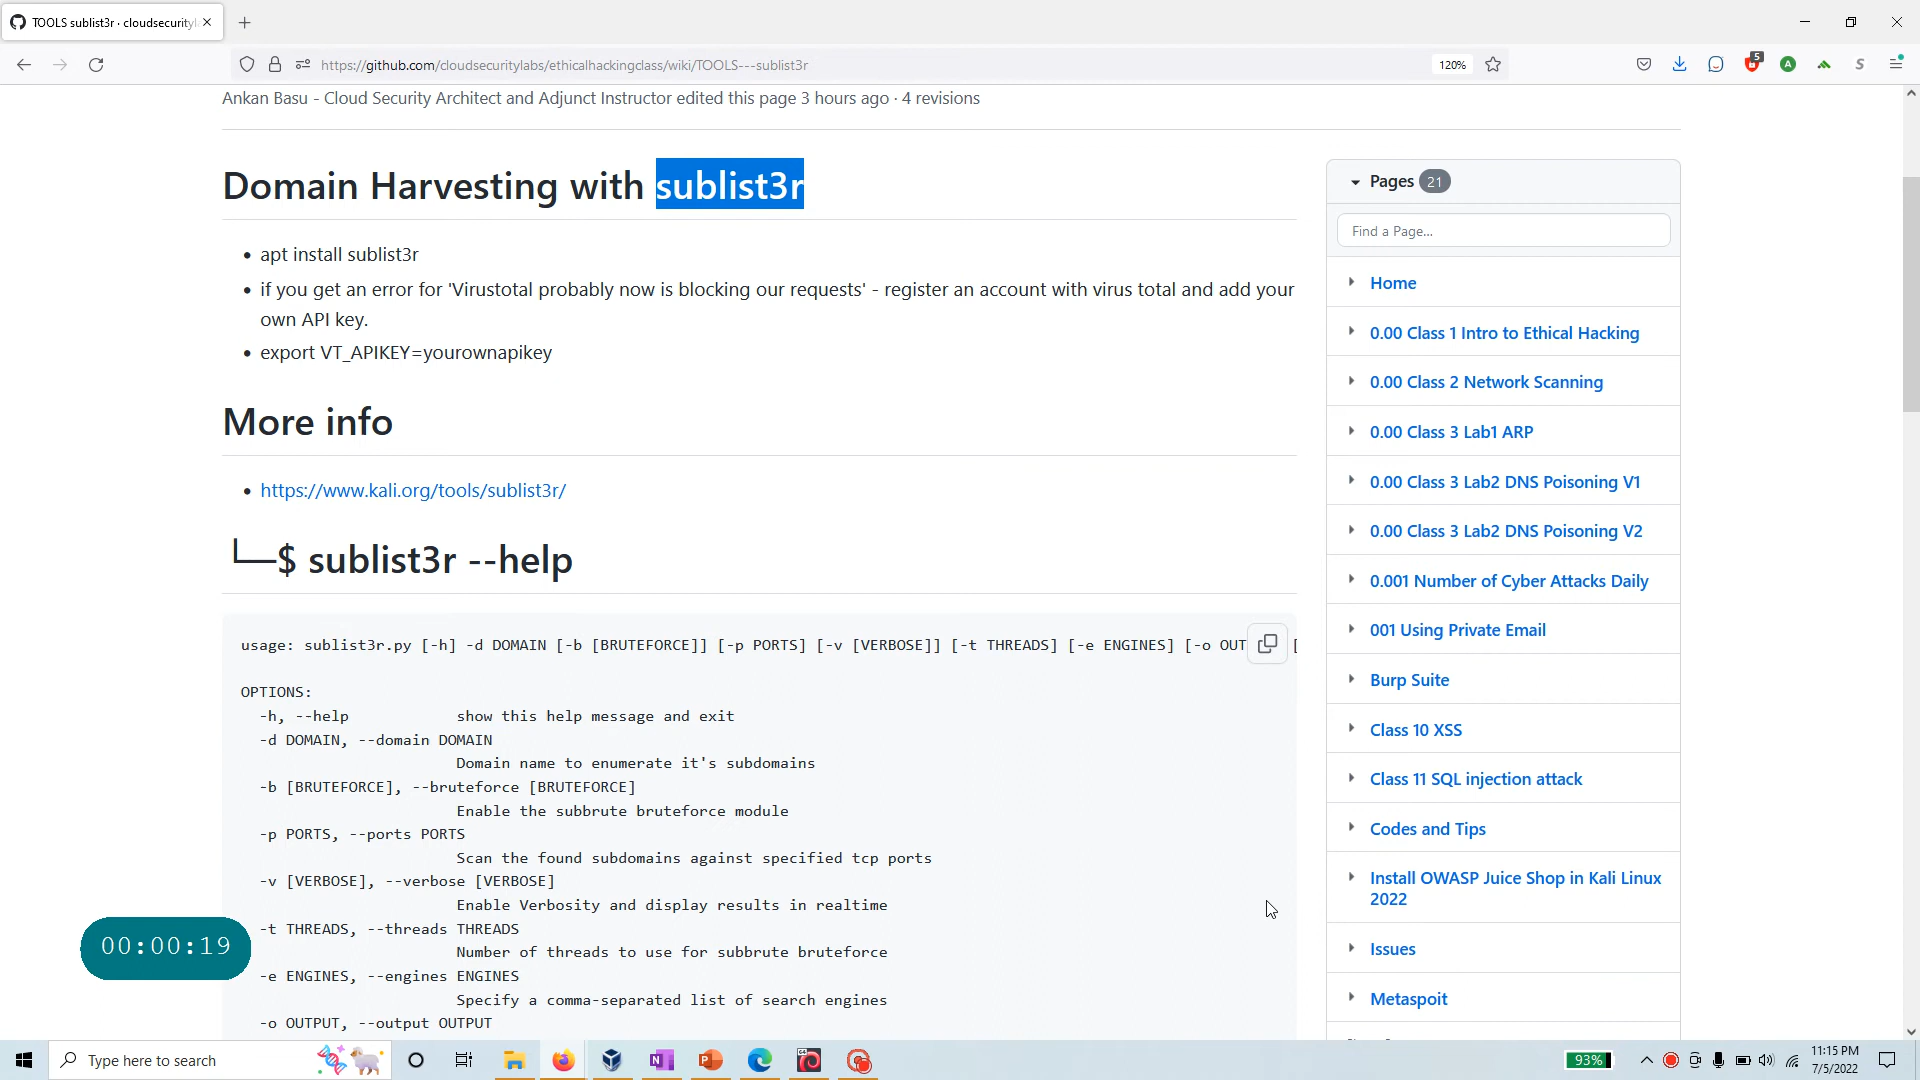 TOOLS sublist3r · cloudsecurityl
https://github.com/cloudsecuritylabs/ethicalhackingclass/wiki/TOOLS---sublist3r
120%
5
A
S
Ankan Basu - Cloud Security Architect and Adjunct Instructor edited this page 3 hours ago · 4 revisions
Domain Harvesting with sublist3r
• apt install sublist3r
• if you get an error for 'Virustotal probably now is blocking our requests' - register an account with virus total and add your
own API key.
• export VT_APIKEY=yourownapikey
More info
• https://www.kali.org/tools/sublist3r/
└─$ sublist3r --help
usage: sublist3r.py [-h] -d DOMAIN [-b [BRUTEFORCE]] [-p PORTS] [-v [VERBOSE]] [-t THREADS] [-e ENGINES] [-o OUT [
OPTIONS:
-h, --help show this help message and exit
-d DOMAIN, --domain DOMAIN
Domain name to enumerate it's subdomains
-b [BRUTEFORCE], --bruteforce [BRUTEFORCE]
Enable the subbrute bruteforce module
-p PORTS, --ports PORTS
Scan the found subdomains against specified tcp ports
-v [VERBOSE], --verbose [VERBOSE]
Enable Verbosity and display results in realtime
-t THREADS, --threads THREADS
Number of threads to use for subbrute bruteforce
-e ENGINES, --engines ENGINES
Specify a comma-separated list of search engines
-o OUTPUT, --output OUTPUT
Pages 21
Find a Page...
Home
0.00 Class 1 Intro to Ethical Hacking
0.00 Class 2 Network Scanning
0.00 Class 3 Lab1 ARP
0.00 Class 3 Lab2 DNS Poisoning V1
0.00 Class 3 Lab2 DNS Poisoning V2
0.001 Number of Cyber Attacks Daily
001 Using Private Email
Burp Suite
Class 10 XSS
Class 11 SQL injection attack
Codes and Tips
Install OWASP Juice Shop in Kali Linux
2022
Issues
Metaspoit
00:00:19
Type here to search
93%
11:15 PM
7/5/2022